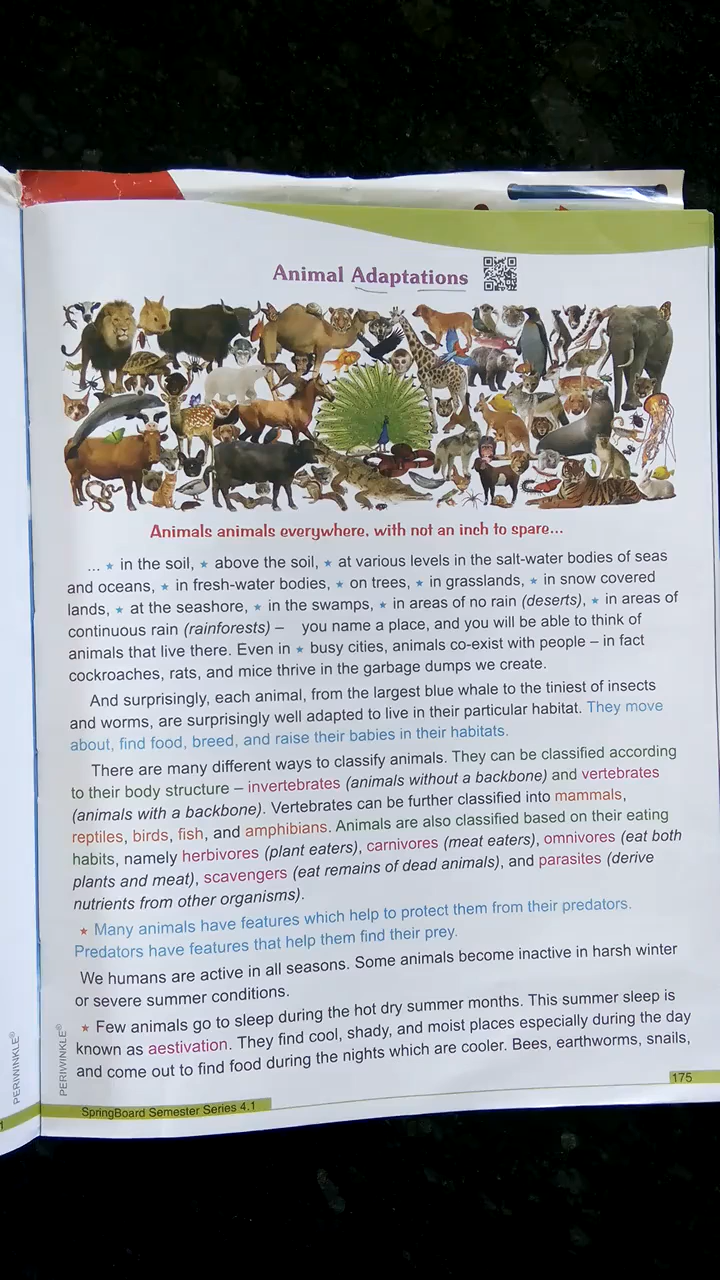 Animal Adaptations
Animals animals everywhere, with not an inch to spare...
... ★ in the soil, ★ above the soil, ★ at various levels in the salt-water bodies of seas
and oceans, ★ in fresh-water bodies, ★ on trees, ★ in grasslands, ★ in snow covered
lands, ★ at the seashore, ★ in the swamps, ★ in areas of no rain (deserts), ★ in areas of
continuous rain (rainforests) – you name a place, and you will be able to think of
animals that live there. Even in ★ busy cities, animals co-exist with people – in fact
cockroaches, rats, and mice thrive in the garbage dumps we create.
And surprisingly, each animal, from the largest blue whale to the tiniest of insects
and worms, are surprisingly well adapted to live in their particular habitat. They move
about, find food, breed, and raise their babies in their habitats.
There are many different ways to classify animals. They can be classified according
to their body structure – invertebrates (animals without a backbone) and vertebrates
(animals with a backbone). Vertebrates can be further classified into mammals,
reptiles, birds, fish, and amphibians. Animals are also classified based on their eating
habits, namely herbivores (plant eaters), carnivores (meat eaters), omnivores (eat both
plants and meat), scavengers (eat remains of dead animals), and parasites (derive
nutrients from other organisms).
★ Many animals have features which help to protect them from their predators.
Predators have features that help them find their prey.
We humans are active in all seasons. Some animals become inactive in harsh winter
or severe summer conditions.
★ Few animals go to sleep during the hot dry summer months. This summer sleep is
known as aestivation. They find cool, shady, and moist places especially during the day
and come out to find food during the nights which are cooler. Bees, earthworms, snails,
PERIWINKLE®
PERIWINKLE®
175
1
SpringBoard Semester Series 4.1